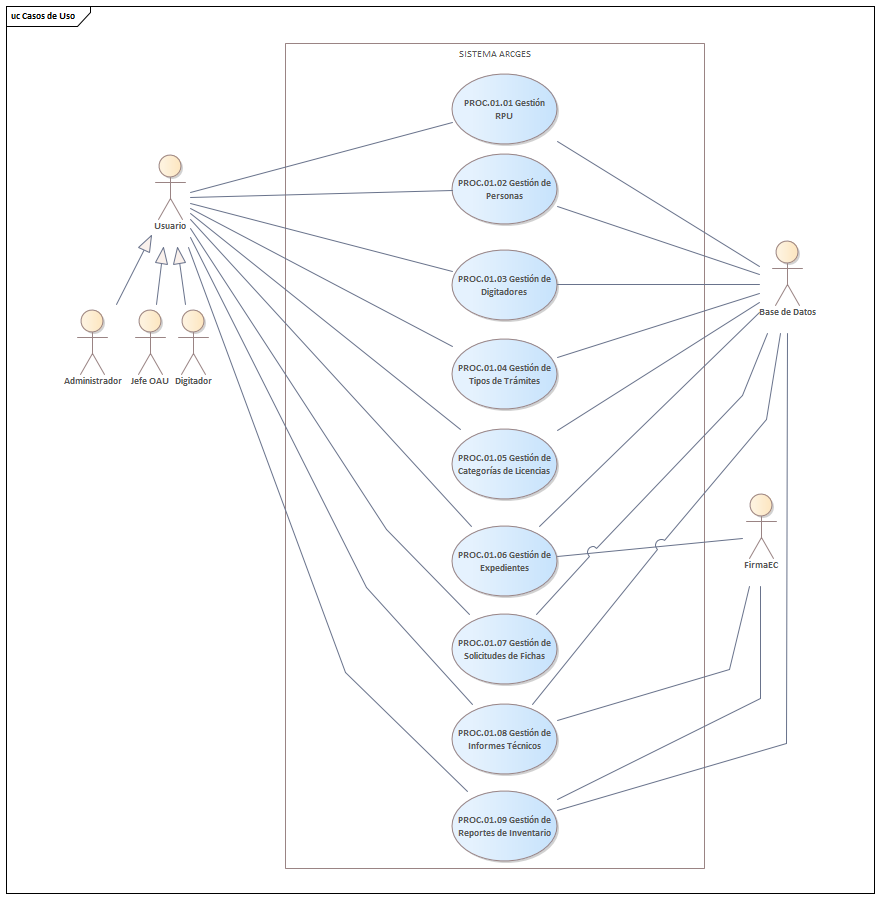 uc Casos de Uso
SISTEMA ARCGES
PROC.01.01 Gestión
RPU
PROC.01.02 Gestión de
Personas
Usuario
PROC.01.03 Gestión de
Digitadores
Base de Datos
Administrador
Jefe OAU
Digitador
PROC.01.04 Gestión de
Tipos de Trámites
PROC.01.05 Gestión de
Categorías de Licencias
PROC.01.06 Gestión de
Expedientes
FirmaEC
PROC.01.07 Gestión de
Solicitudes de Fichas
PROC.01.08 Gestión de
Informes Técnicos
PROC.01.09 Gestión de
Reportes de Inventario